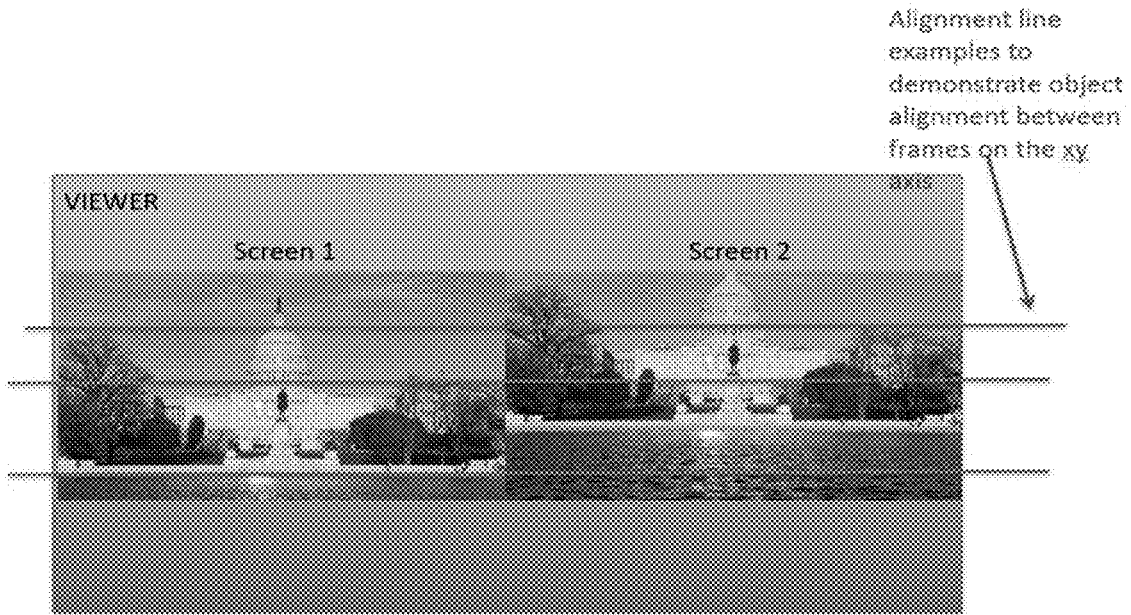 Alignment line
examples to
demonstrate object
alignment between
frames on the xy
axis
VIEWER
Screen 1
Screen 2